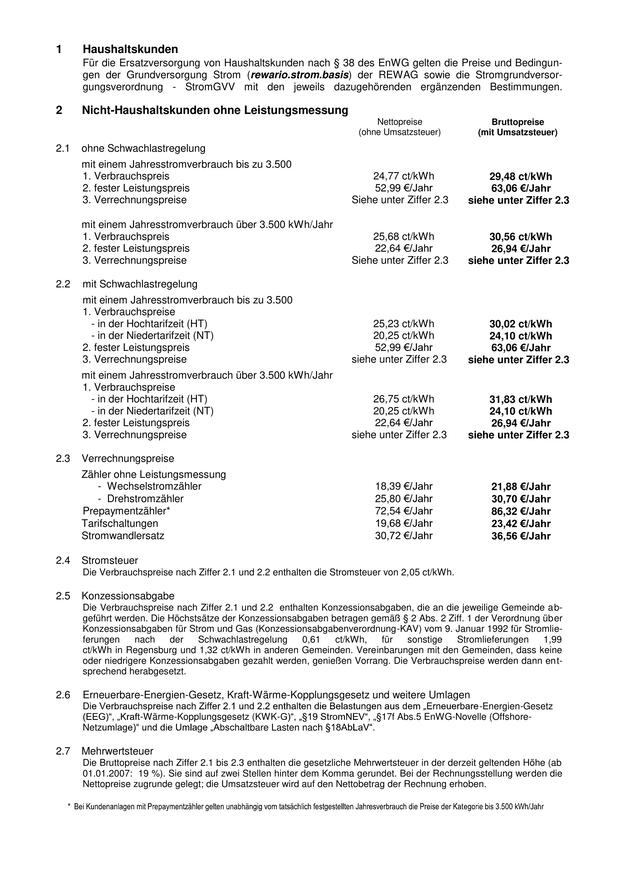 1 Haushaltskunden
Für die Ersatzversorgung von Haushaltskunden nach § 38 des EnWG gelten die Preise und Bedingun-
gen der Grundversorgung Strom (rewario.strom.basis) der REWAG sowie die Stromgrundversor-
gungsverordnung - StromGVV mit den jeweils dazugehörenden ergänzenden Bestimmungen.
2 Nicht-Haushaltskunden ohne Leistungsmessung
Nettopreise Bruttopreise
(ohne Umsatzsteuer) (mit Umsatzsteuer)
2.1 ohne Schwachlastregelung
mit einem Jahresstromverbrauch bis zu 3.500
1. Verbrauchspreis 24,77 ct/kWh 29,48 ct/kWh
2. fester Leistungspreis 52,99 €/Jahr 63,06 €/Jahr
3. Verrechnungspreise Siehe unter Ziffer 2.3 siehe unter Ziffer 2.3
mit einem Jahresstromverbrauch über 3.500 kWh/Jahr
1. Verbrauchspreis 25,68 ct/kWh 30,56 ct/kWh
2. fester Leistungspreis 22,64 €/Jahr 26,94 €/Jahr
3. Verrechnungspreise Siehe unter Ziffer 2.3 siehe unter Ziffer 2.3
2.2 mit Schwachlastregelung
mit einem Jahresstromverbrauch bis zu 3.500
1. Verbrauchspreise
- in der Hochtarifzeit (HT) 25,23 ct/kWh 30,02 ct/kWh
- in der Niedertarifzeit (NT) 20,25 ct/kWh 24,10 ct/kWh
2. fester Leistungspreis 52,99 €/Jahr 63,06 €/Jahr
3. Verrechnungspreise siehe unter Ziffer 2.3 siehe unter Ziffer 2.3
mit einem Jahresstromverbrauch über 3.500 kWh/Jahr
1. Verbrauchspreise
- in der Hochtarifzeit (HT) 26,75 ct/kWh 31,83 ct/kWh
- in der Niedertarifzeit (NT) 20,25 ct/kWh 24,10 ct/kWh
2. fester Leistungspreis 22,64 €/Jahr 26,94 €/Jahr
3. Verrechnungspreise siehe unter Ziffer 2.3 siehe unter Ziffer 2.3
2.3 Verrechnungspreise
Zähler ohne Leistungsmessung
- Wechselstromzähler 18,39 €/Jahr 21,88 €/Jahr
- Drehstromzähler 25,80 €/Jahr 30,70 €/Jahr
Prepaymentzähler* 72,54 €/Jahr 86,32 €/Jahr
Tarifschaltungen 19,68 €/Jahr 23,42 €/Jahr
Stromwandlersatz 30,72 €/Jahr 36,56 €/Jahr
2.4 Stromsteuer
Die Verbrauchspreise nach Ziffer 2.1 und 2.2 enthalten die Stromsteuer von 2,05 ct/kWh.
2.5 Konzessionsabgabe
Die Verbrauchspreise nach Ziffer 2.1 und 2.2 enthalten Konzessionsabgaben, die an die jeweilige Gemeinde ab-
geführt werden. Die Höchstsätze der Konzessionsabgaben betragen gemäß § 2 Abs. 2 Ziff. 1 der Verordnung über
Konzessionsabgaben für Strom und Gas (Konzessionsabgabenverordnung-KAV) vom 9. Januar 1992 für Stromlie-
ferungen nach der Schwachlastregelung 0,61 ct/kWh, für sonstige Stromlieferungen 1,99
ct/kWh in Regensburg und 1,32 ct/kWh in anderen Gemeinden. Vereinbarungen mit den Gemeinden, dass keine
oder niedrigere Konzessionsabgaben gezahlt werden, genießen Vorrang. Die Verbrauchspreise werden dann ent-
sprechend herabgesetzt.
2.6 Erneuerbare-Energien-Gesetz, Kraft-Wärme-Kopplungsgesetz und weitere Umlagen
Die Verbrauchspreise nach Ziffer 2.1 und 2.2 enthalten die Belastungen aus dem „Erneuerbare-Energien-Gesetz
(EEG)“, „Kraft-Wärme-Kopplungsgesetz (KWK-G)“, „§19 StromNEV“, „§17f Abs.5 EnWG-Novelle (Offshore-
Netzumlage)“ und die Umlage „Abschaltbare Lasten nach §18AbLaV“.
2.7 Mehrwertsteuer
Die Bruttopreise nach Ziffer 2.1 bis 2.3 enthalten die gesetzliche Mehrwertsteuer in der derzeit geltenden Höhe (ab
01.01.2007: 19 %). Sie sind auf zwei Stellen hinter dem Komma gerundet. Bei der Rechnungsstellung werden die
Nettopreise zugrunde gelegt; die Umsatzsteuer wird auf den Nettobetrag der Rechnung erhoben.
* Bei Kundenanlagen mit Prepaymentzähler gelten unabhängig vom tatsächlich festgestellten Jahresverbrauch die Preise der Kategorie bis 3.500 kWh/Jahr